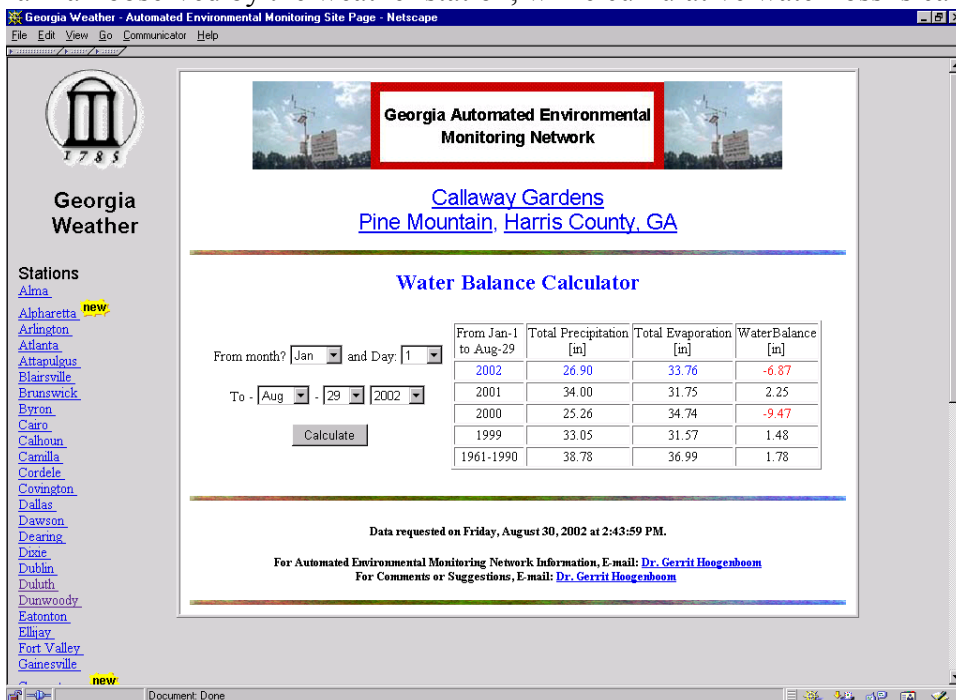 Georgia Weather - Automated Environmental Monitoring Site Page - Netscape
File Edit View Go Communicator Help
1785
Georgia
Weather
Stations
Alma
Alpharetta new
Arlington
Atlanta
Attapulgus
Blairsville
Brunswick
Byron
Cairo
Calhoun
Camilla
Cordele
Covington
Dallas
Dawson
Dearing
Dixie
Dublin
Duluth
Dunwoody
Eatonton
Ellijay
Fort Valley
Gainesville
new
Georgia Automated Environmental
Monitoring Network
Callaway Gardens
Pine Mountain, Harris County, GA
Water Balance Calculator
From month? Jan and Day: 1
To - Aug - 29 2002
Calculate
From Jan-1 to Aug-29 Total Precipitation [in] Total Evaporation [in] WaterBalance [in]
2002 26.90 33.76 -6.87
2001 34.00 31.75 2.25
2000 25.26 34.74 -9.47
1999 33.05 31.57 1.48
1961-1990 38.78 36.99 1.78
Data requested on Friday, August 30, 2002 at 2:43:59 PM.
For Automated Environmental Monitoring Network Information, E-mail: Dr. Gerrit Hoogenboom
For Comments or Suggestions, E-mail: Dr. Gerrit Hoogenboom
Document: Done